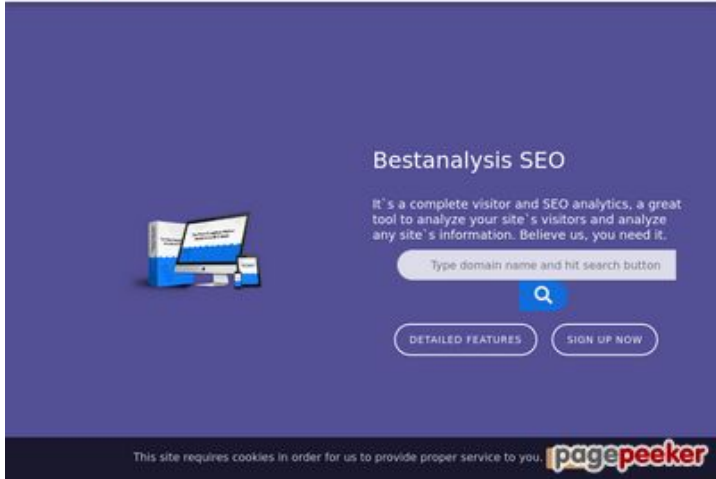 Bestanalysis SEO
It`s a complete visitor and SEO analytics, a great
tool to analyze your site`s visitors and analyze
any site`s information. Believe us, you need it.
Type domain name and hit search button
DETAILED FEATURES
SIGN UP NOW
This site requires cookies in order for us to provide proper service to you.
pagepeeker